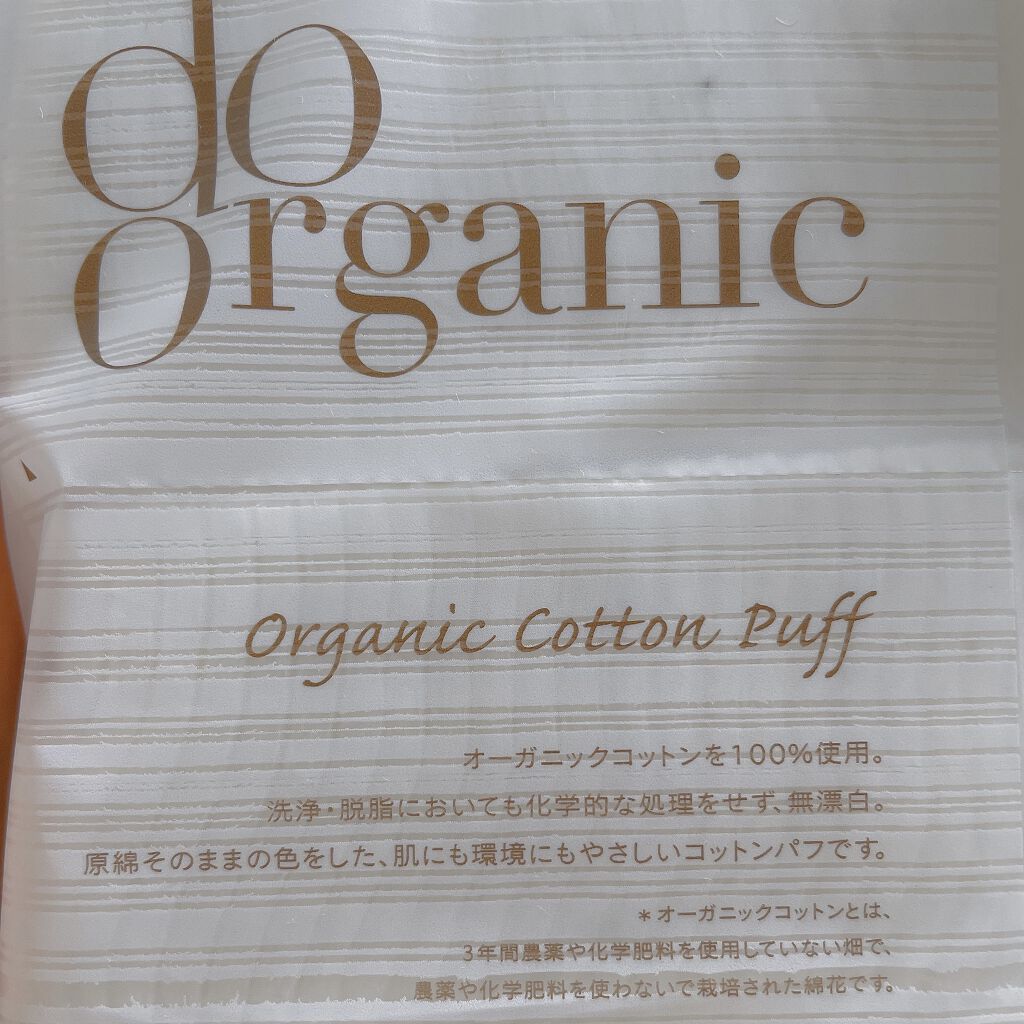 do
organic
Organic Cotton Puff
オーガニックコットンを100%使用。
洗浄・脱脂においても化学的な処理をせず、無漂白。
原綿そのままの色をした、肌にも環境にもやさしいコットンパフです。
*オーガニックコットンとは、
3年間農薬や化学肥料を使用していない畑で、
農薬や化学肥料を使わないで栽培された綿花です。